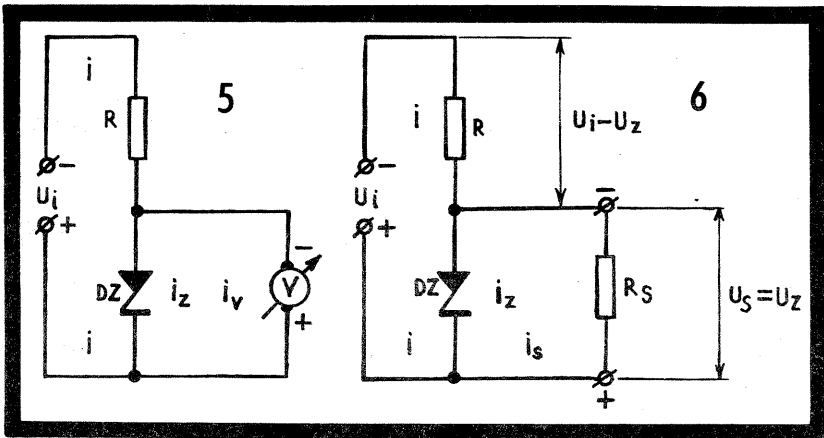 5
i
R
−
Ui
+
DZ
iz
iv
−
V
+
i
6
i
R
Ui−Uz
−
Ui
+
−
DZ
iz
RS
US=UZ
i
is
+